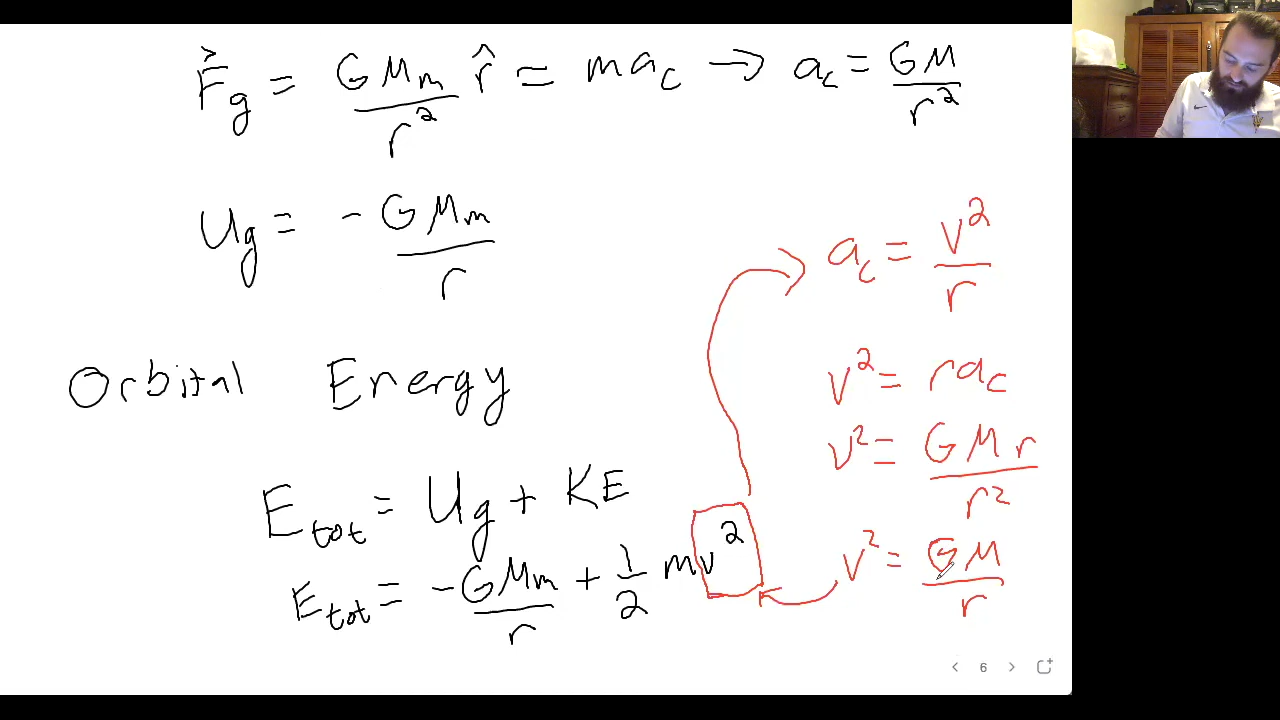 F⃗g = GMm/r² r̂ = mac → ac = GM/r²
Ug = -GMm/r
ac = v²/r
v² = rac
v² = GMr/r²
v² = GM/r
Orbital Energy
Etot = Ug + KE
Etot = -GMm/r + 1/2 mv²
< 6 >